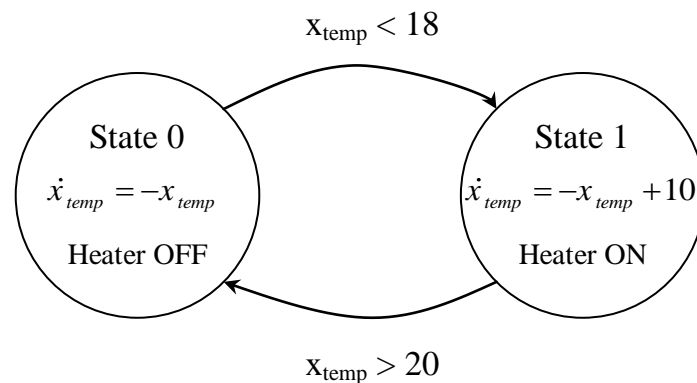 x_temp < 18
State 0
ẋ_temp = −x_temp
Heater OFF
State 1
ẋ_temp = −x_temp + 10
Heater ON
x_temp > 20